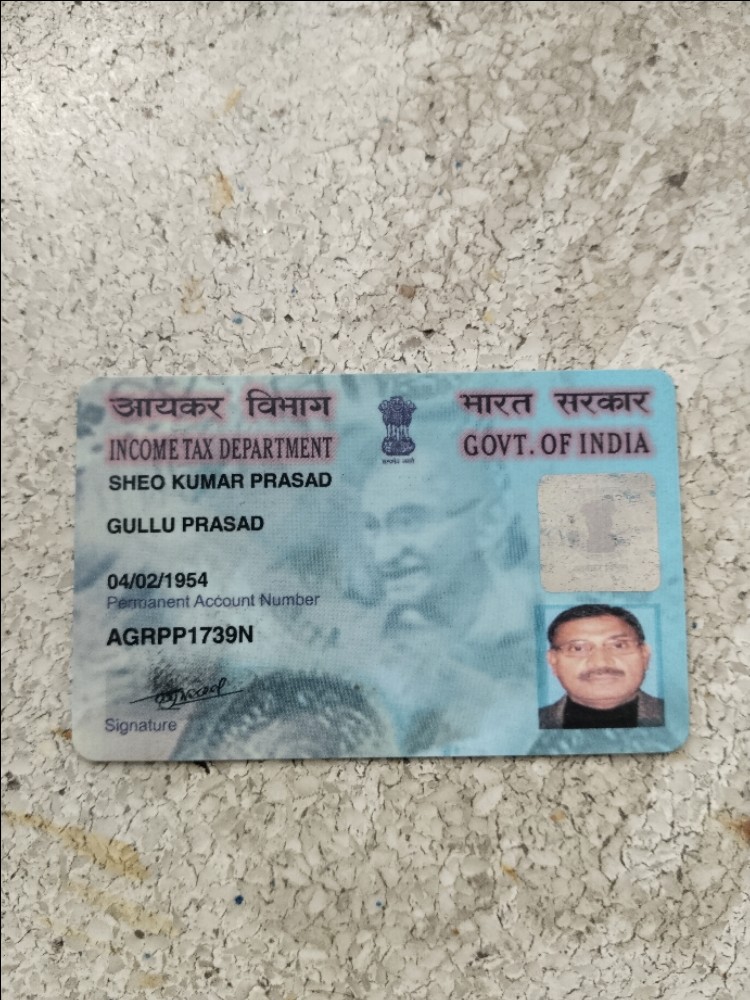 आयकर विभाग
INCOME TAX DEPARTMENT
भारत सरकार
GOVT. OF INDIA
SHEO KUMAR PRASAD
GULLU PRASAD
04/02/1954
Permanent Account Number
AGRPP1739N
Signature